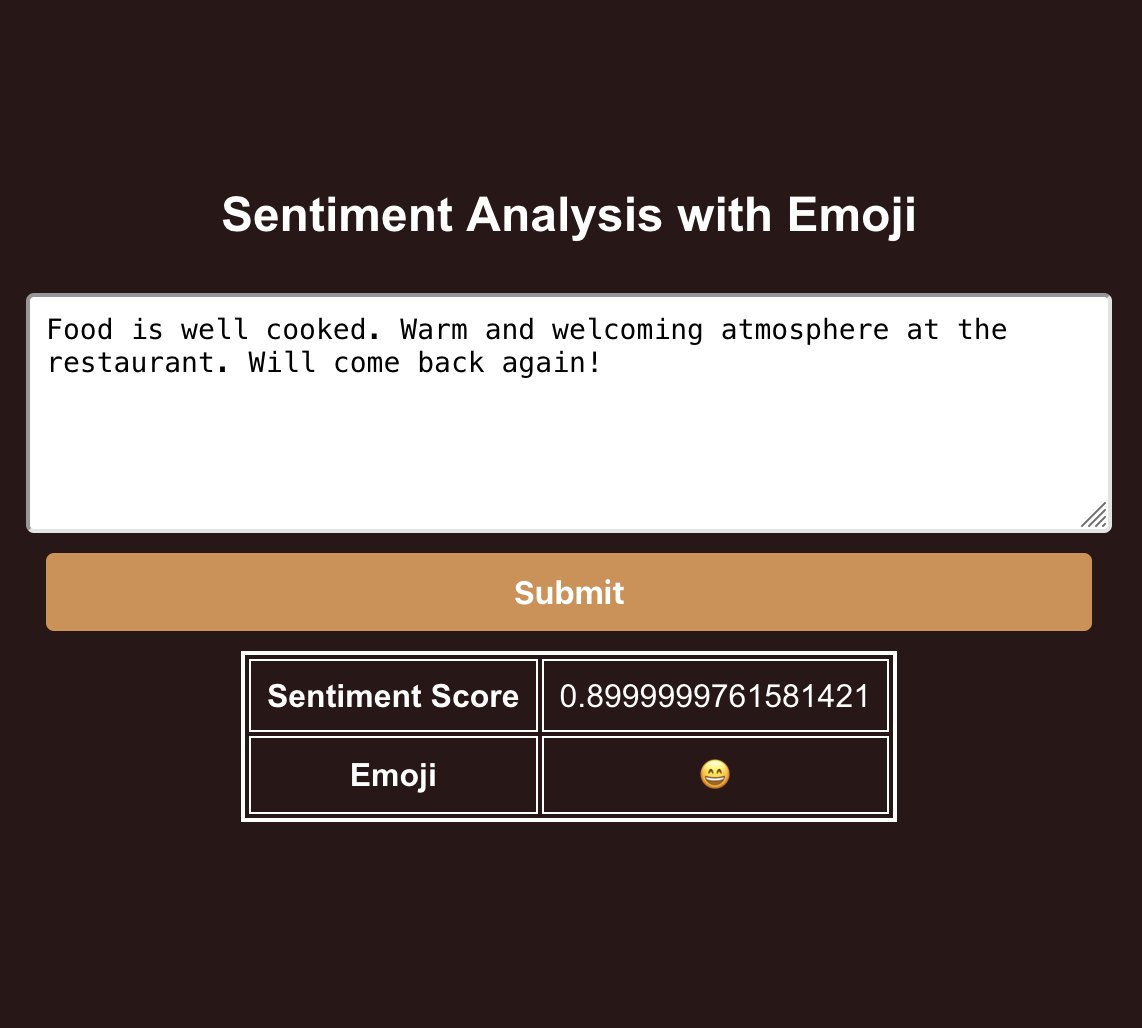 Sentiment Analysis with Emoji
Food is well cooked. Warm and welcoming atmosphere at the
restaurant. Will come back again!
Submit
Sentiment Score 0.8999999761581421
Emoji 😄